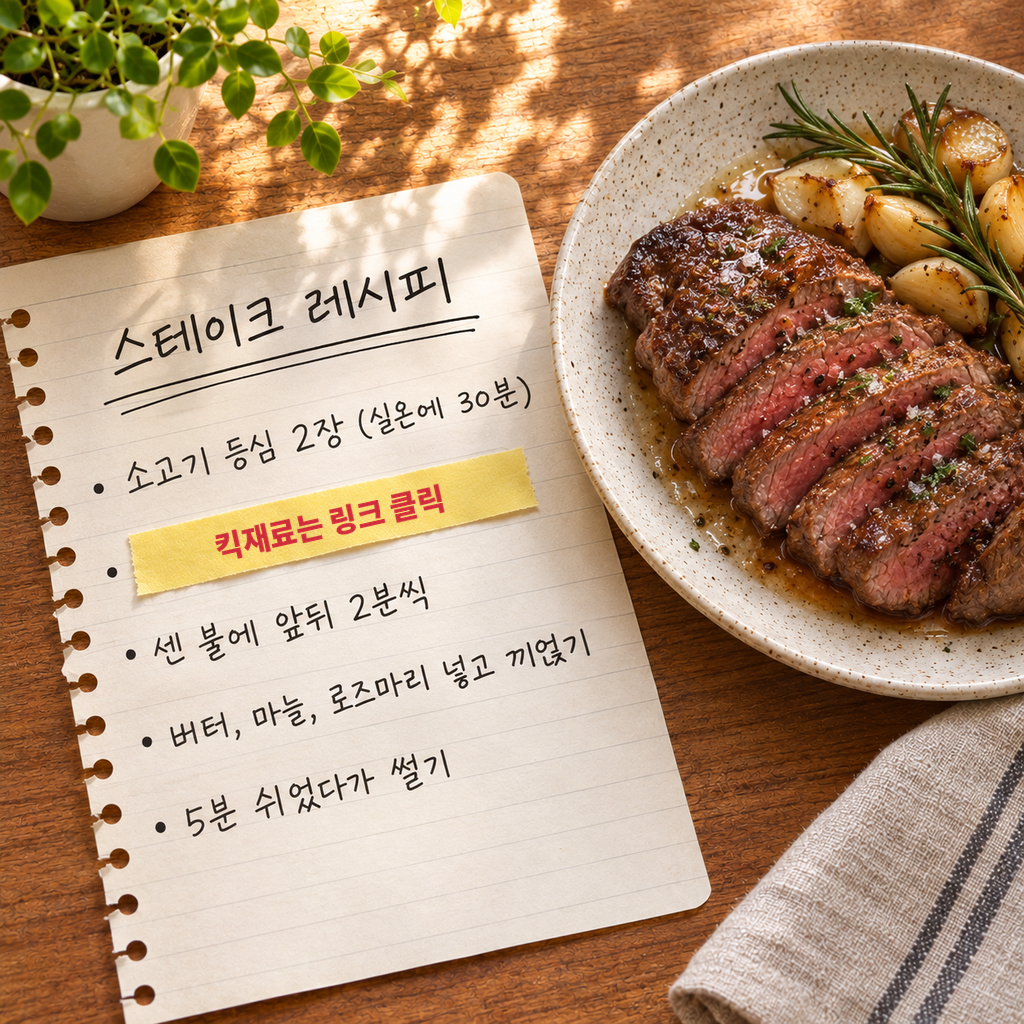 스테이크 레시피
• 소고기 등심 2장 (실온에 30분)
• 킥재료는 링크 클릭
• 센 불에 앞뒤 2분씩
• 버터, 마늘, 로즈마리 넣고 끼얹기
• 5분 쉬었다가 썰기